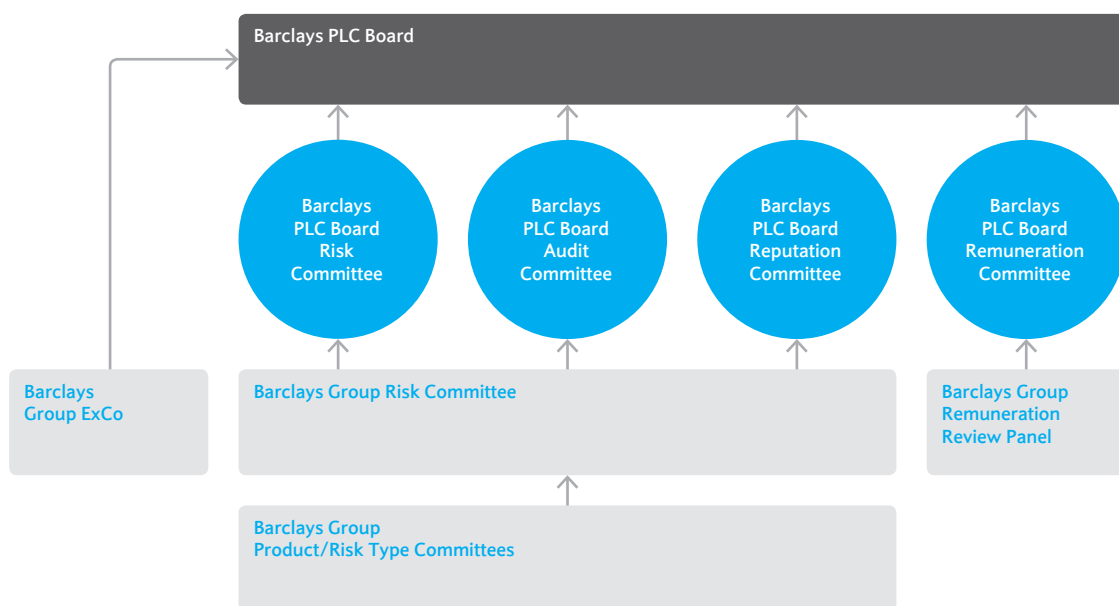 Barclays PLC Board
Barclays
PLC Board
Risk
Committee
Barclays
PLC Board
Audit
Committee
Barclays
PLC Board
Reputation
Committee
Barclays
PLC Board
Remuneration
Committee
Barclays
Group ExCo
Barclays Group Risk Committee
Barclays Group
Remuneration
Review Panel
Barclays Group
Product/Risk Type Committees